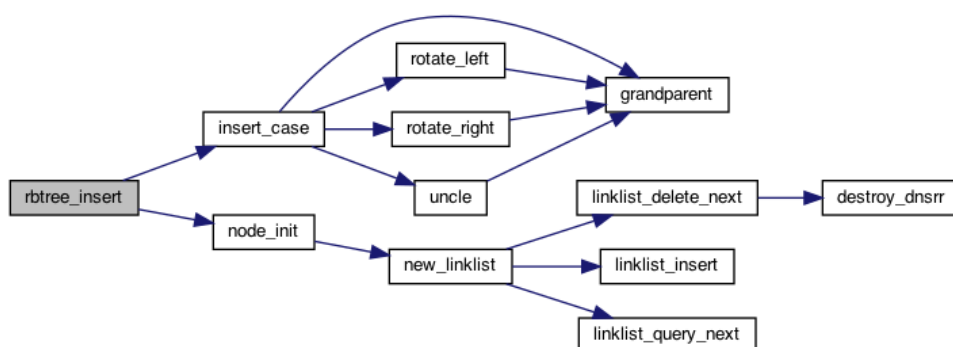 rotate_left
grandparent
insert_case
rotate_right
rbtree_insert
uncle
linklist_delete_next
destroy_dnsrr
node_init
new_linklist
linklist_insert
linklist_query_next